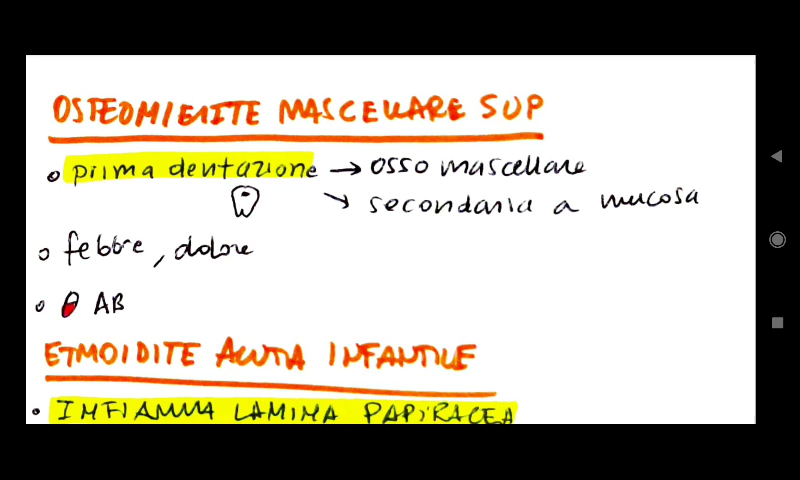 OSTEOMIELITE MASCELLARE SUP
prima dentazione → osso mascellare
↘ secondaria a mucosa
febbre, dolore
AB
ETMOIDITE ACUTA INFANTILE
INFIAMMA LAMINA PAPIRACEA